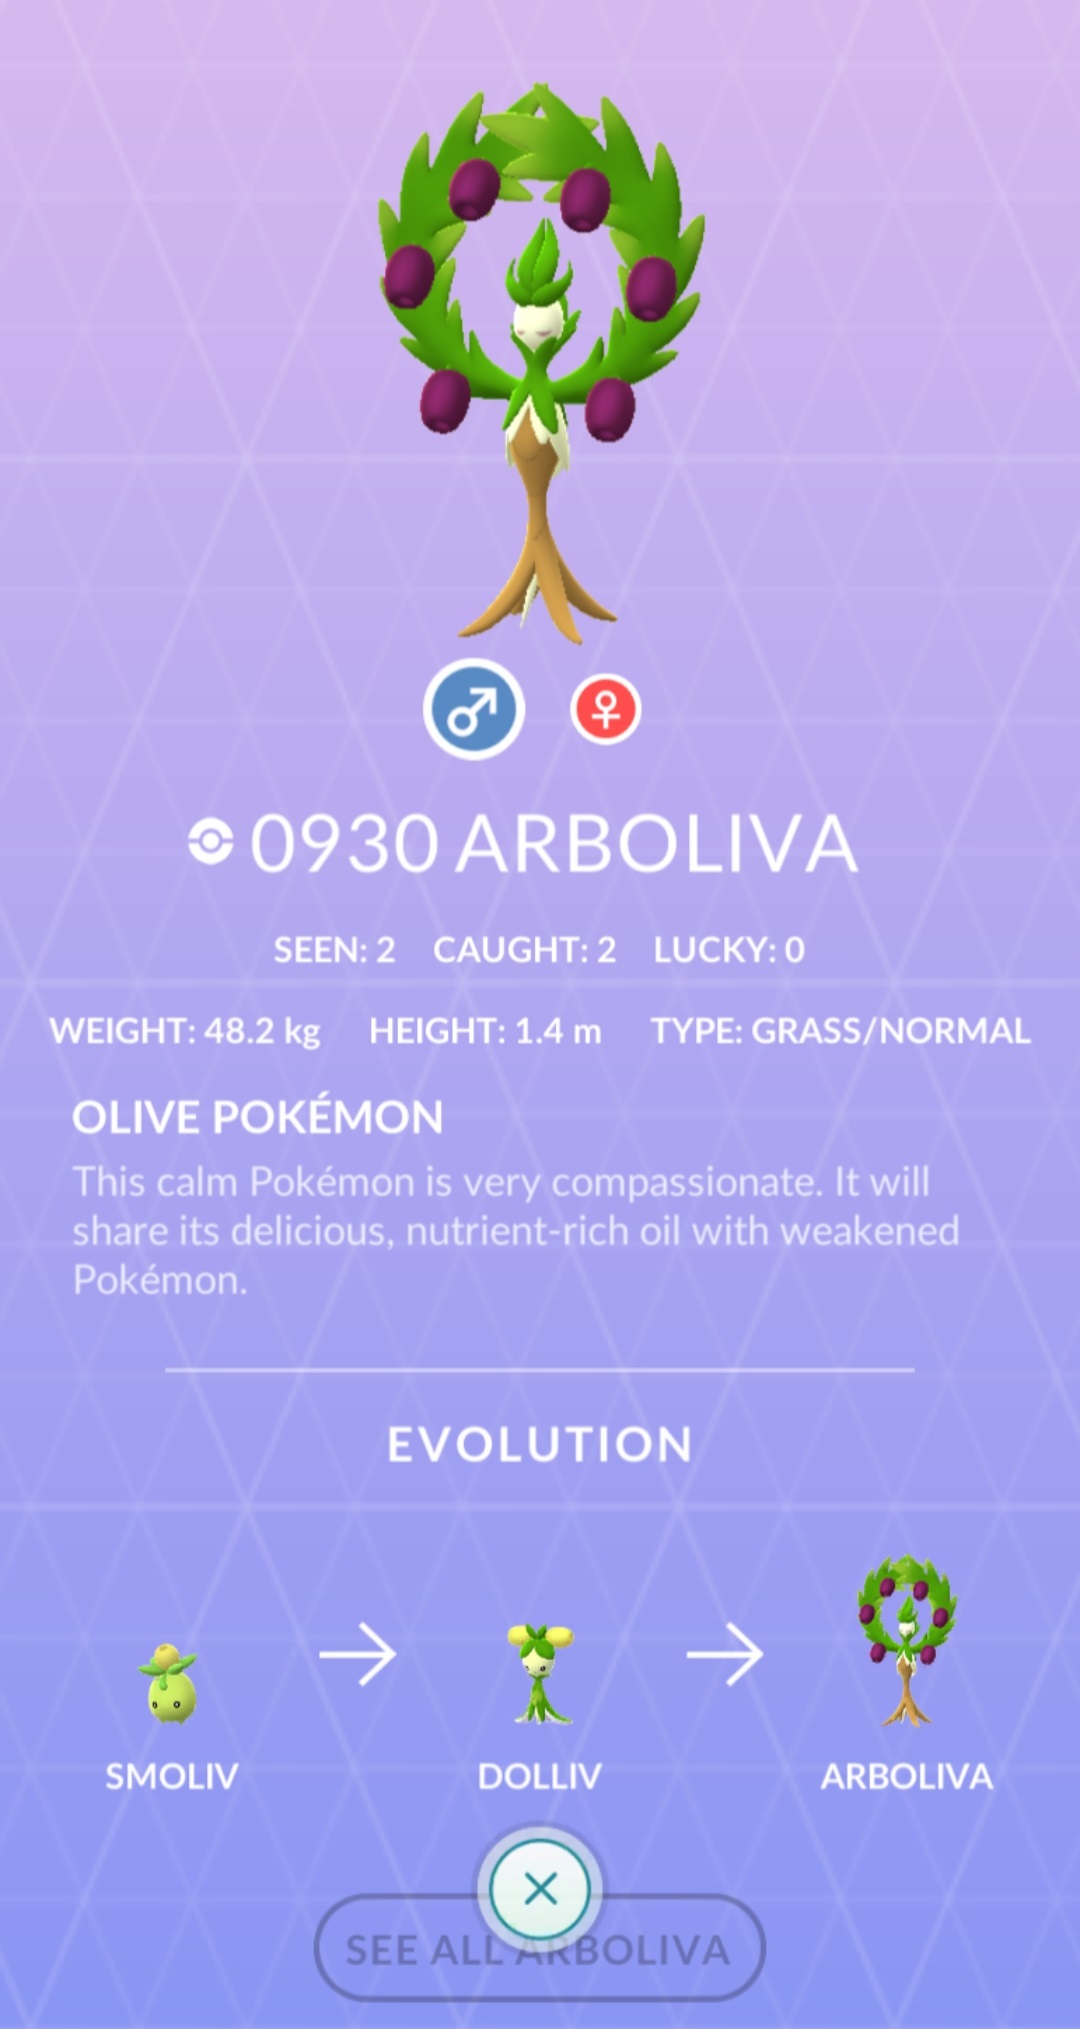 0930 ARBOLIVA
SEEN: 2 CAUGHT: 2 LUCKY: 0
WEIGHT: 48.2 kg HEIGHT: 1.4 m TYPE: GRASS/NORMAL
OLIVE POKÉMON
This calm Pokémon is very compassionate. It will
share its delicious, nutrient-rich oil with weakened
Pokémon.
EVOLUTION
SMOLIV DOLLIV ARBOLIVA
SEE ALL ARBOLIVA